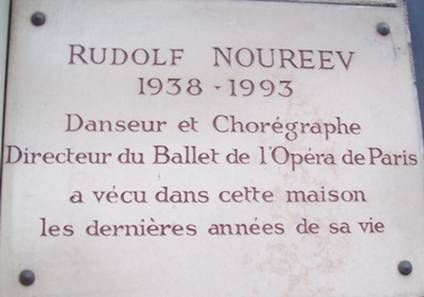 RUDOLF NOUREEV
1938 - 1993
Danseur et Chorégraphe
Directeur du Ballet de l'Opéra de Paris
a vécu dans cette maison
les dernières années de sa vie